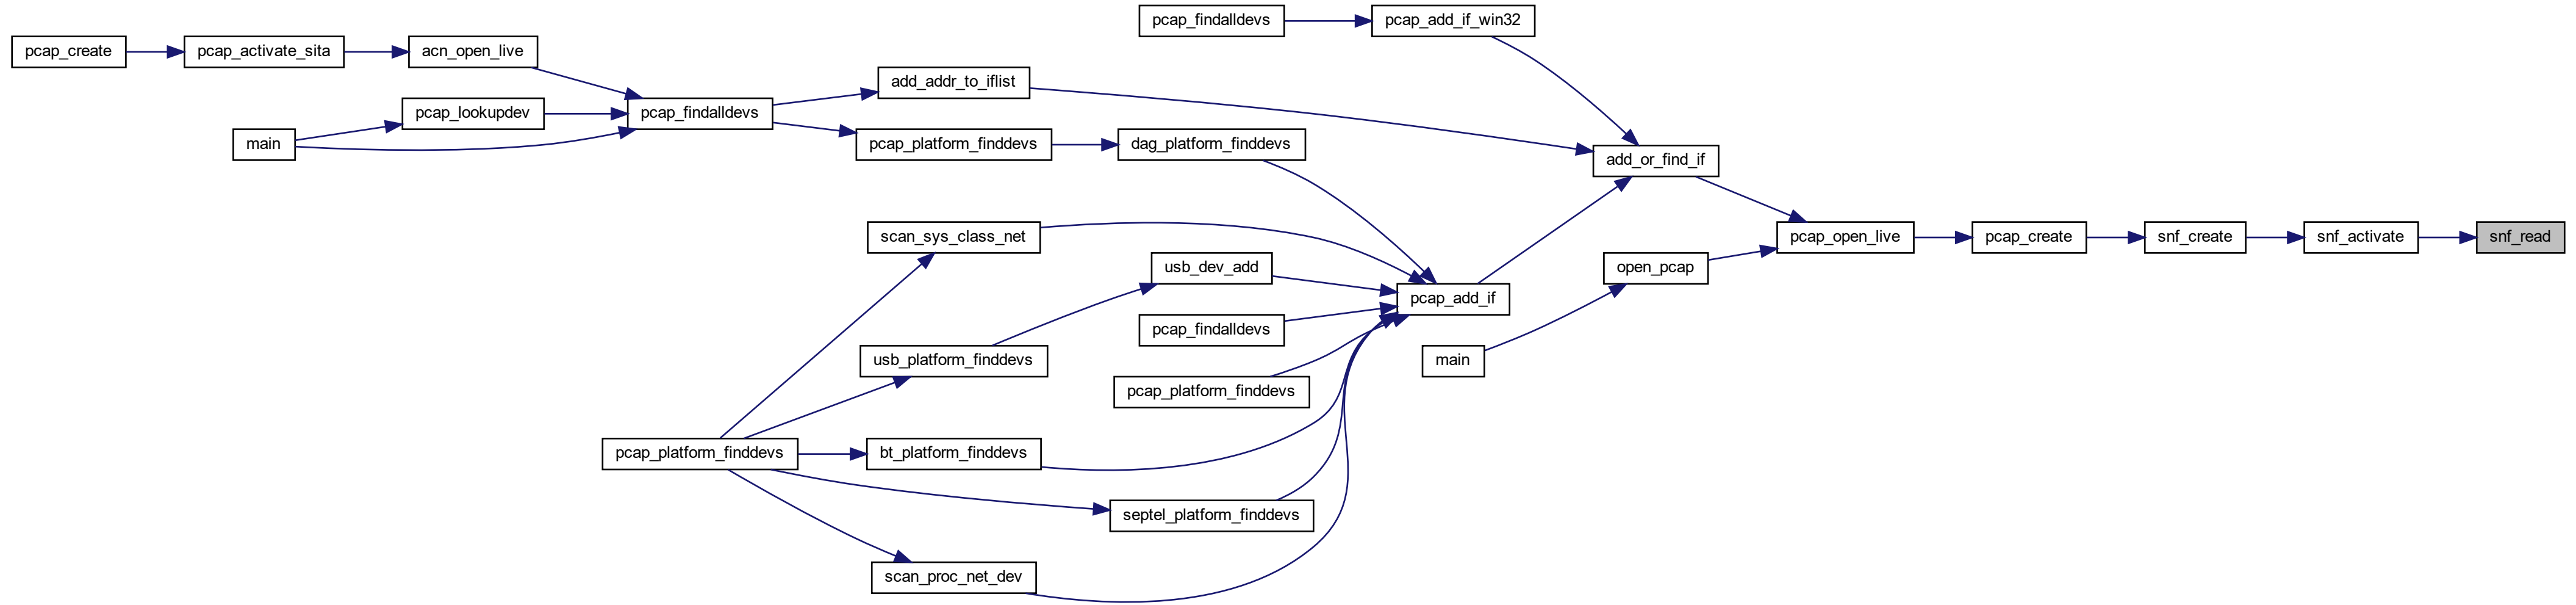 pcap_findalldevs
pcap_add_if_win32
pcap_create
pcap_activate_sita
acn_open_live
add_addr_to_iflist
pcap_lookupdev
pcap_findalldevs
main
pcap_platform_finddevs
dag_platform_finddevs
add_or_find_if
scan_sys_class_net
pcap_open_live
pcap_create
snf_create
snf_activate
snf_read
usb_dev_add
open_pcap
pcap_add_if
pcap_findalldevs
usb_platform_finddevs
main
pcap_platform_finddevs
pcap_platform_finddevs
bt_platform_finddevs
septel_platform_finddevs
scan_proc_net_dev